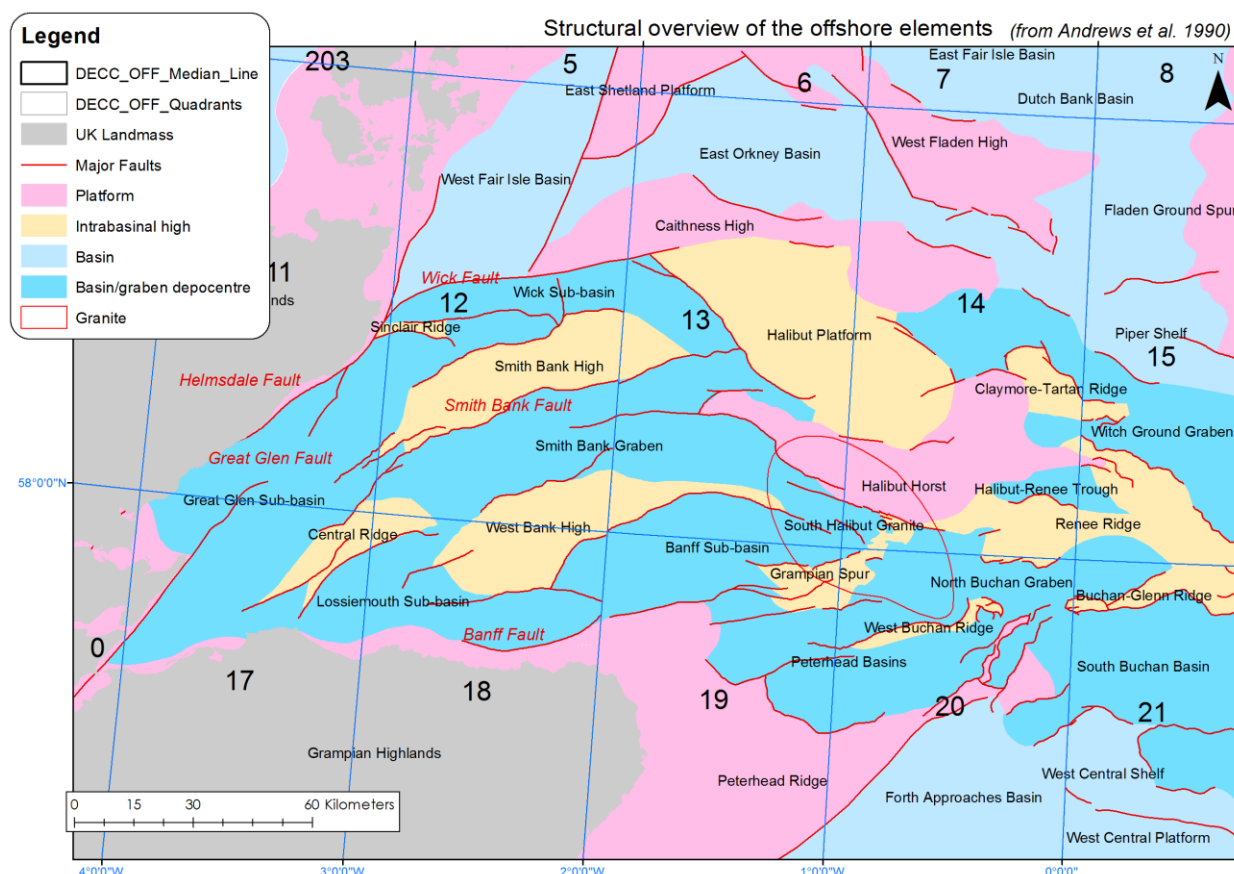 Structural overview of the offshore elements (from Andrews et al. 1990)
Legend
DECC_OFF_Median_Line
DECC_OFF_Quadrants
UK Landmass
Major Faults
Platform
Intrabasinal high
Basin
Basin/graben depocentre
Granite
N
203
5
6
7
8
East Fair Isle Basin
East Shetland Platform
Dutch Bank Basin
West Fladen High
East Orkney Basin
West Fair Isle Basin
Fladen Ground Spur
Caithness High
11
nds
Wick Fault
12
Wick Sub-basin
13
14
Sinclair Ridge
Halibut Platform
Piper Shelf
15
Smith Bank High
Helmsdale Fault
Claymore-Tartan Ridge
Smith Bank Fault
Witch Ground Graben
Smith Bank Graben
Great Glen Fault
58°0'0"N
Halibut Horst
Halibut-Renee Trough
Great Glen Sub-basin
South Halibut Granite
Renee Ridge
Central Ridge
West Bank High
Banff Sub-basin
Grampian Spur
North Buchan Graben
Buchan-Glenn Ridge
Lossiemouth Sub-basin
West Buchan Ridge
Banff Fault
0
Peterhead Basins
South Buchan Basin
17
18
19
20
21
Grampian Highlands
Peterhead Ridge
West Central Shelf
Forth Approaches Basin
West Central Platform
0 15 30 60 Kilometers
4°0'0"W 3°0'0"W 2°0'0"W 1°0'0"W 0°0'0"